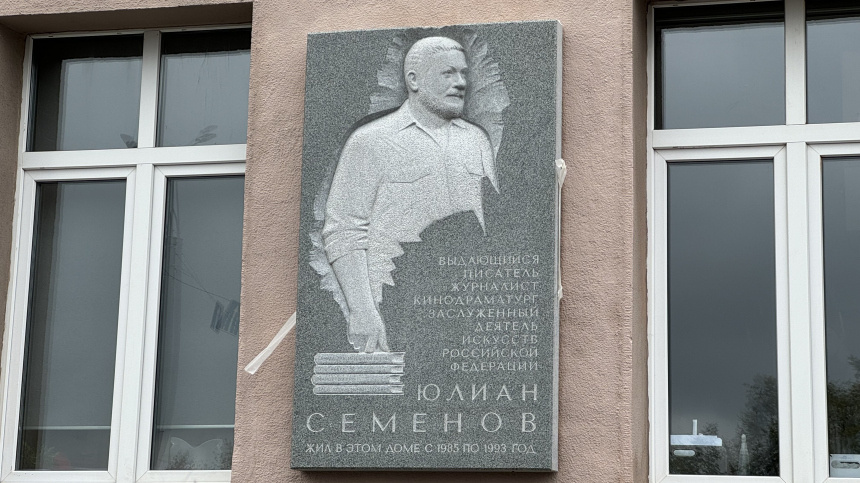 ВЫДАЮЩИЙСЯ
ПИСАТЕЛЬ
ЖУРНАЛИСТ
КИНОДРАМАТУРГ
ЗАСЛУЖЕННЫЙ
ДЕЯТЕЛЬ
ИСКУССТВ
РОССИЙСКОЙ
ФЕДЕРАЦИИ
ЮЛИАН
СЕМЕНОВ
ЖИЛ В ЭТОМ ДОМЕ С 1985 ПО 1993 ГОД